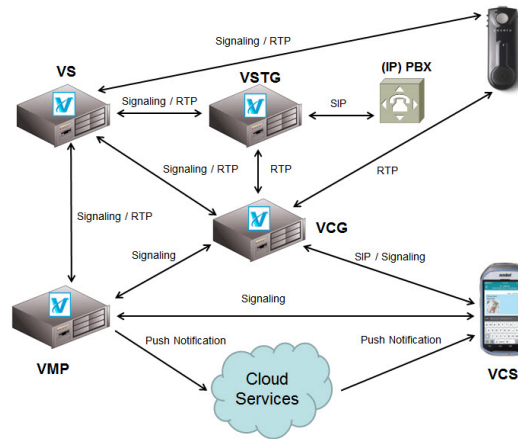 Signaling / RTP
VS
VSTG
(IP) PBX
Signaling / RTP
SIP
Signaling / RTP
RTP
RTP
VCG
Signaling / RTP
Signaling
SIP / Signaling
Signaling
VMP
Push Notification
Push Notification
VCS
Cloud
Services